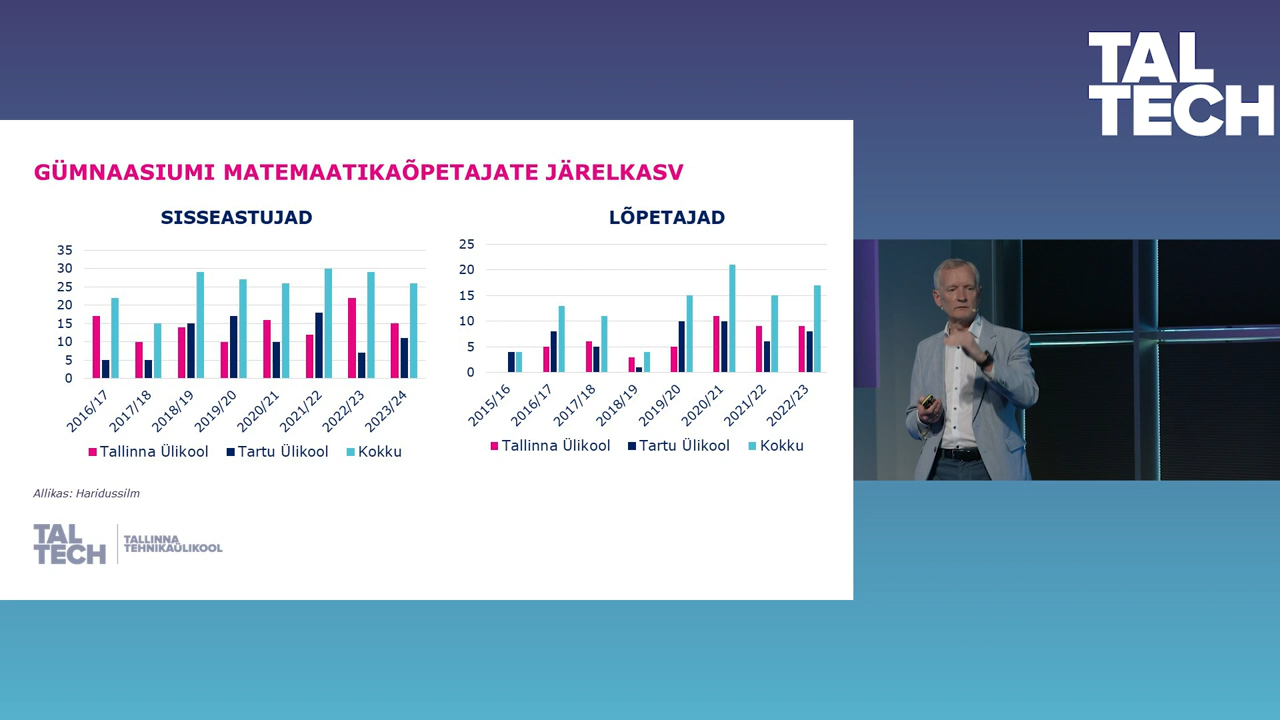 TAL
TECH
GÜMNAASIUMI MATEMAATIKAÕPETAJATE JÄRELKASV
SISSEASTUJAD
35
30
25
20
15
10
5
0
2016/17 2017/18 2018/19 2019/20 2020/21 2021/22 2022/23 2023/24
Tallinna Ülikool Tartu Ülikool Kokku
LÕPETAJAD
25
20
15
10
5
0
2015/16 2016/17 2017/18 2018/19 2019/20 2020/21 2021/22 2022/23
Tallinna Ülikool Tartu Ülikool Kokku
Allikas: Haridussilm
TAL
TECH
TALLINNA
TEHNIKAÜLIKOOL